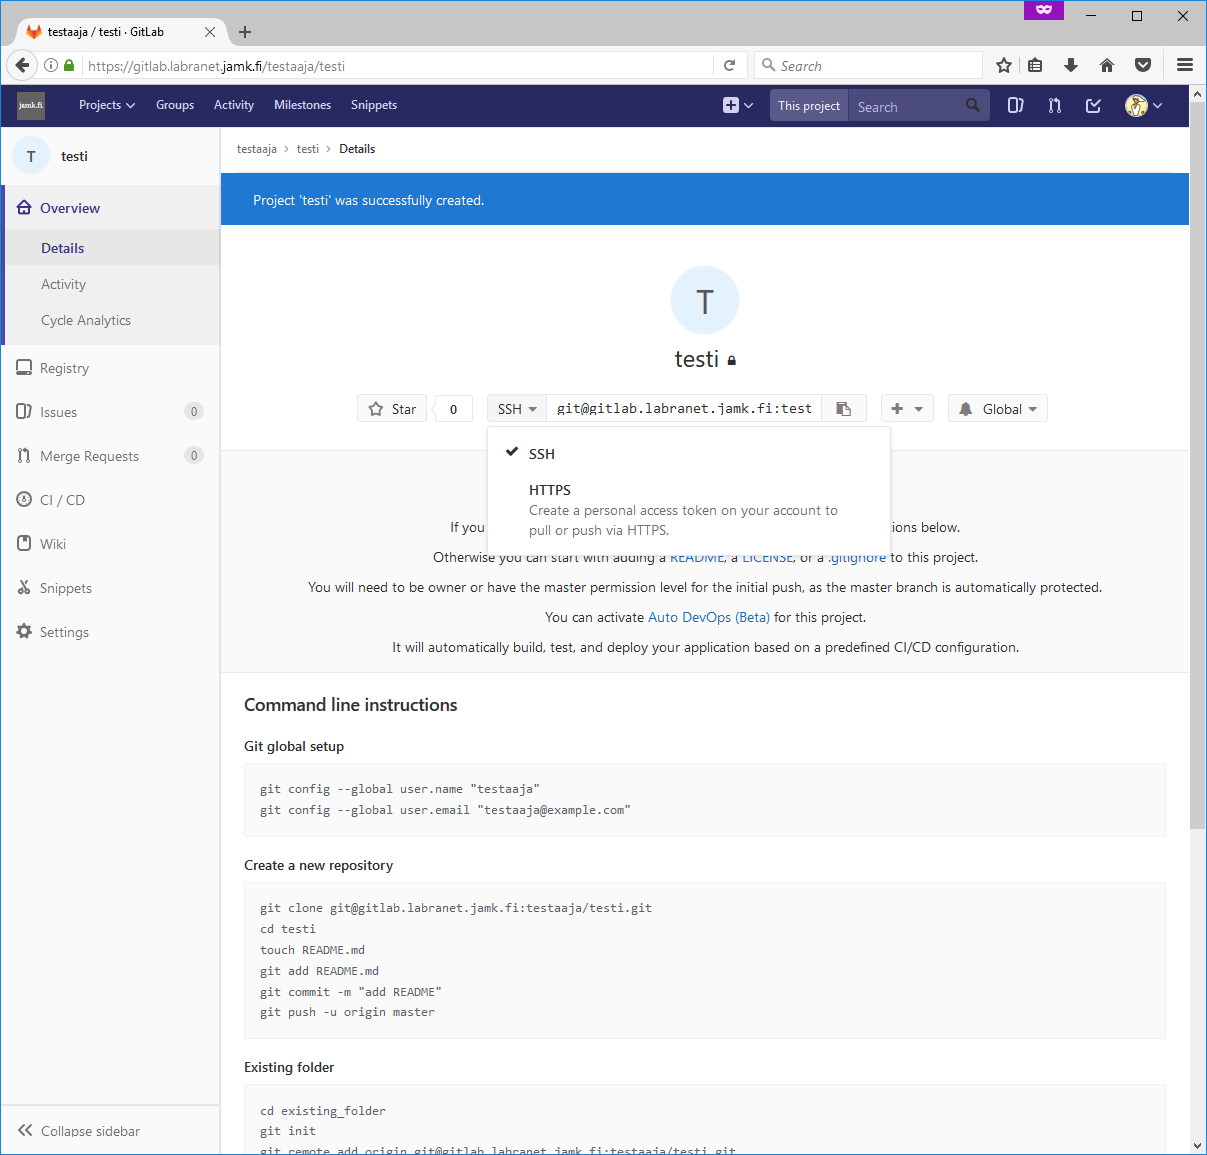 testaaja / testi · GitLab
https://gitlab.labranet.jamk.fi/testaaja/testi
Search
jamk.fi
Projects
Groups
Activity
Milestones
Snippets
This project
Search
T
testi
testaaja
testi
Details
Overview
Project 'testi' was successfully created.
Details
Activity
Cycle Analytics
T
testi
Registry
Issues
0
Star
0
SSH
git@gitlab.labranet.jamk.fi:test
Global
Merge Requests
0
SSH
HTTPS
Create a personal access token on your account to
pull or push via HTTPS.
CI / CD
Wiki
Snippets
Settings
If you
ions below.
Otherwise you can start with adding a README, a LICENSE, or a .gitignore to this project.
You will need to be owner or have the master permission level for the initial push, as the master branch is automatically protected.
You can activate Auto DevOps (Beta) for this project.
It will automatically build, test, and deploy your application based on a predefined CI/CD configuration.
Command line instructions
Git global setup
git config --global user.name "testaaja"
git config --global user.email "testaaja@example.com"
Create a new repository
git clone git@gitlab.labranet.jamk.fi:testaaja/testi.git
cd testi
touch README.md
git add README.md
git commit -m "add README"
git push -u origin master
Existing folder
cd existing_folder
git init
git remote add origin git@gitlab.labranet.jamk.fi:testaaja/testi.git
Collapse sidebar